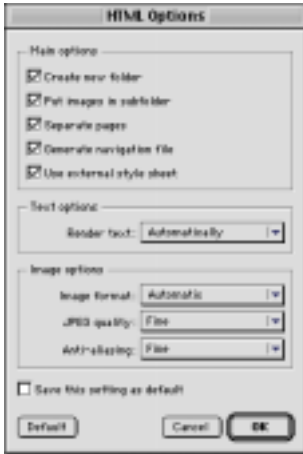 HTML Options
Main options
Create new folder
Put images in subfolder
Separate pages
Generate navigation file
Use external style sheet
Text options
Render text: Automatically
Image options
Image format: Automatic
JPEG quality: Fine
Anti-aliasing: Fine
Save this setting as default
Default Cancel OK